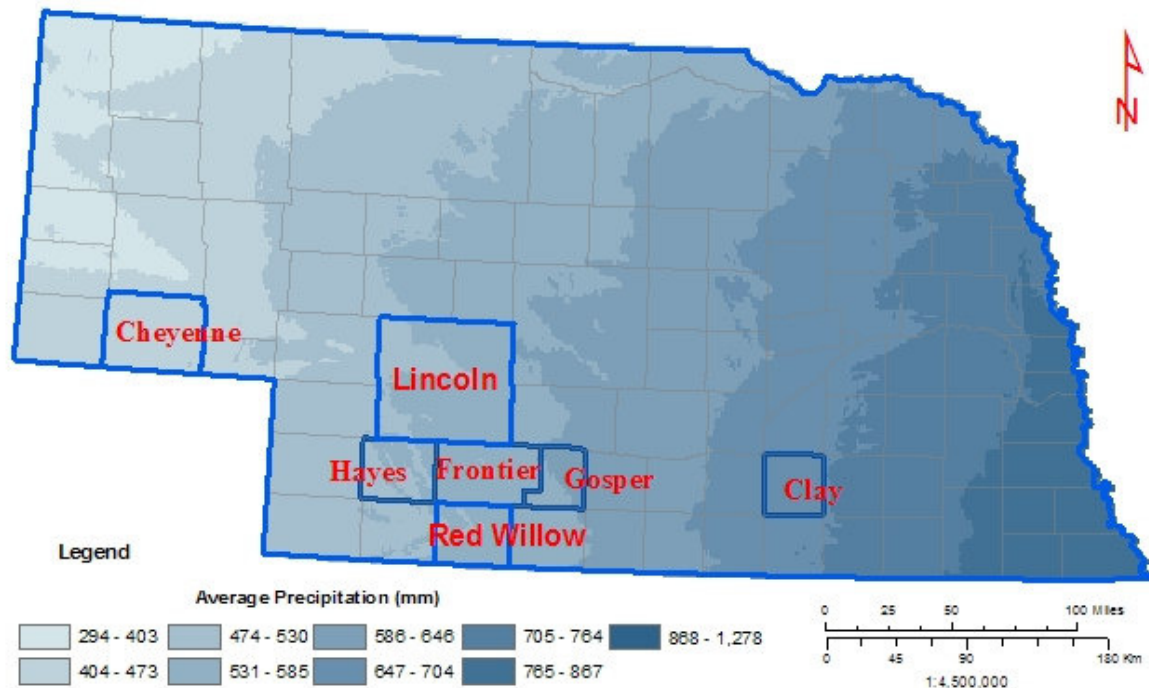 N
Cheyenne
Lincoln
Hayes
Frontier
Gosper
Clay
Red Willow
Legend
Average Precipitation (mm)
294 - 403
474 - 530
586 - 646
705 - 764
868 - 1,278
404 - 473
531 - 585
647 - 704
765 - 867
0 25 50 100 Miles
0 45 90 180 Km
1:4,500,000